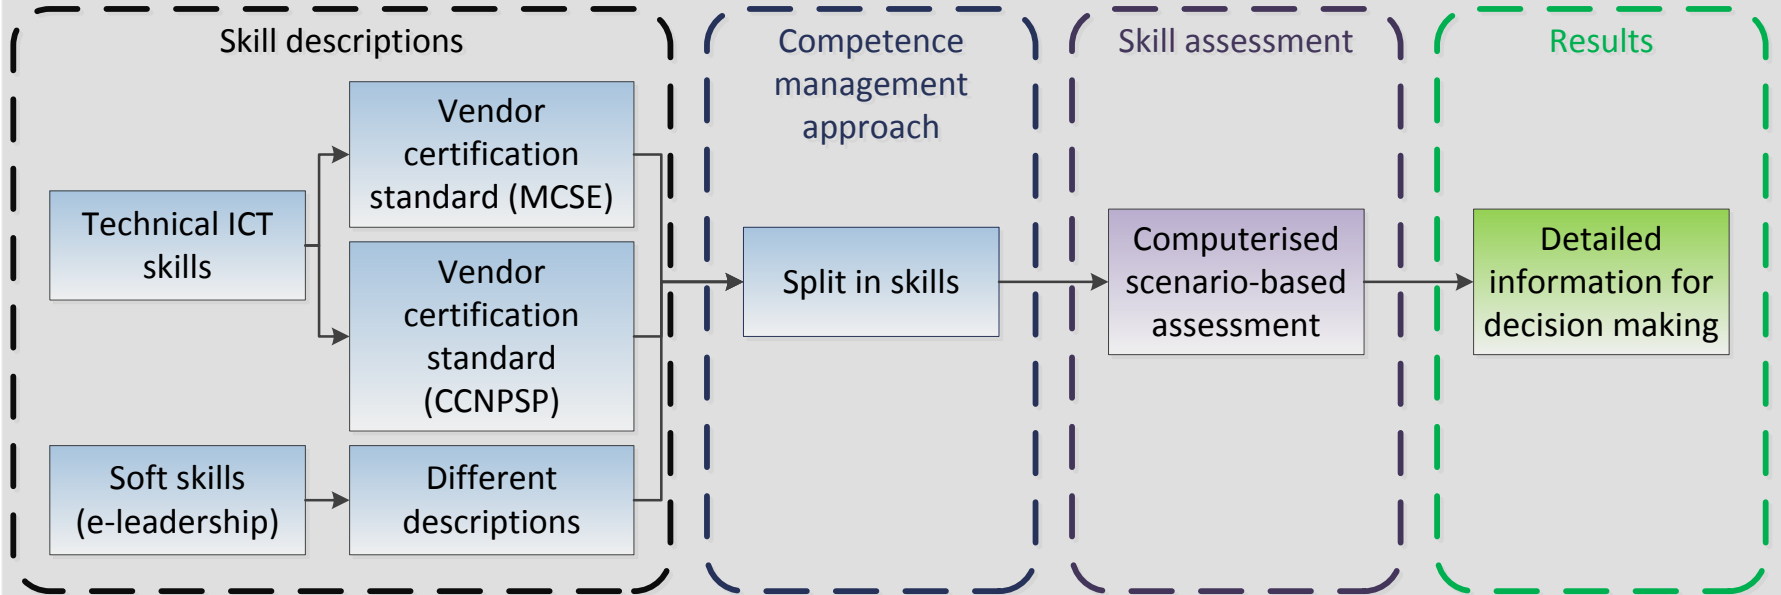 Skill descriptions
Technical ICT
skills
Vendor
certification
standard (MCSE)
Vendor
certification
standard
(CCNPSP)
Soft skills
(e-leadership)
Different
descriptions
Competence
management
approach
Split in skills
Skill assessment
Computerised
scenario-based
assessment
Results
Detailed
information for
decision making